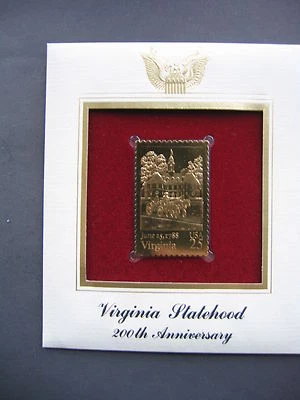 June 25, 1788 USA
Virginia 25
Virginia Statehood
200th Anniversary